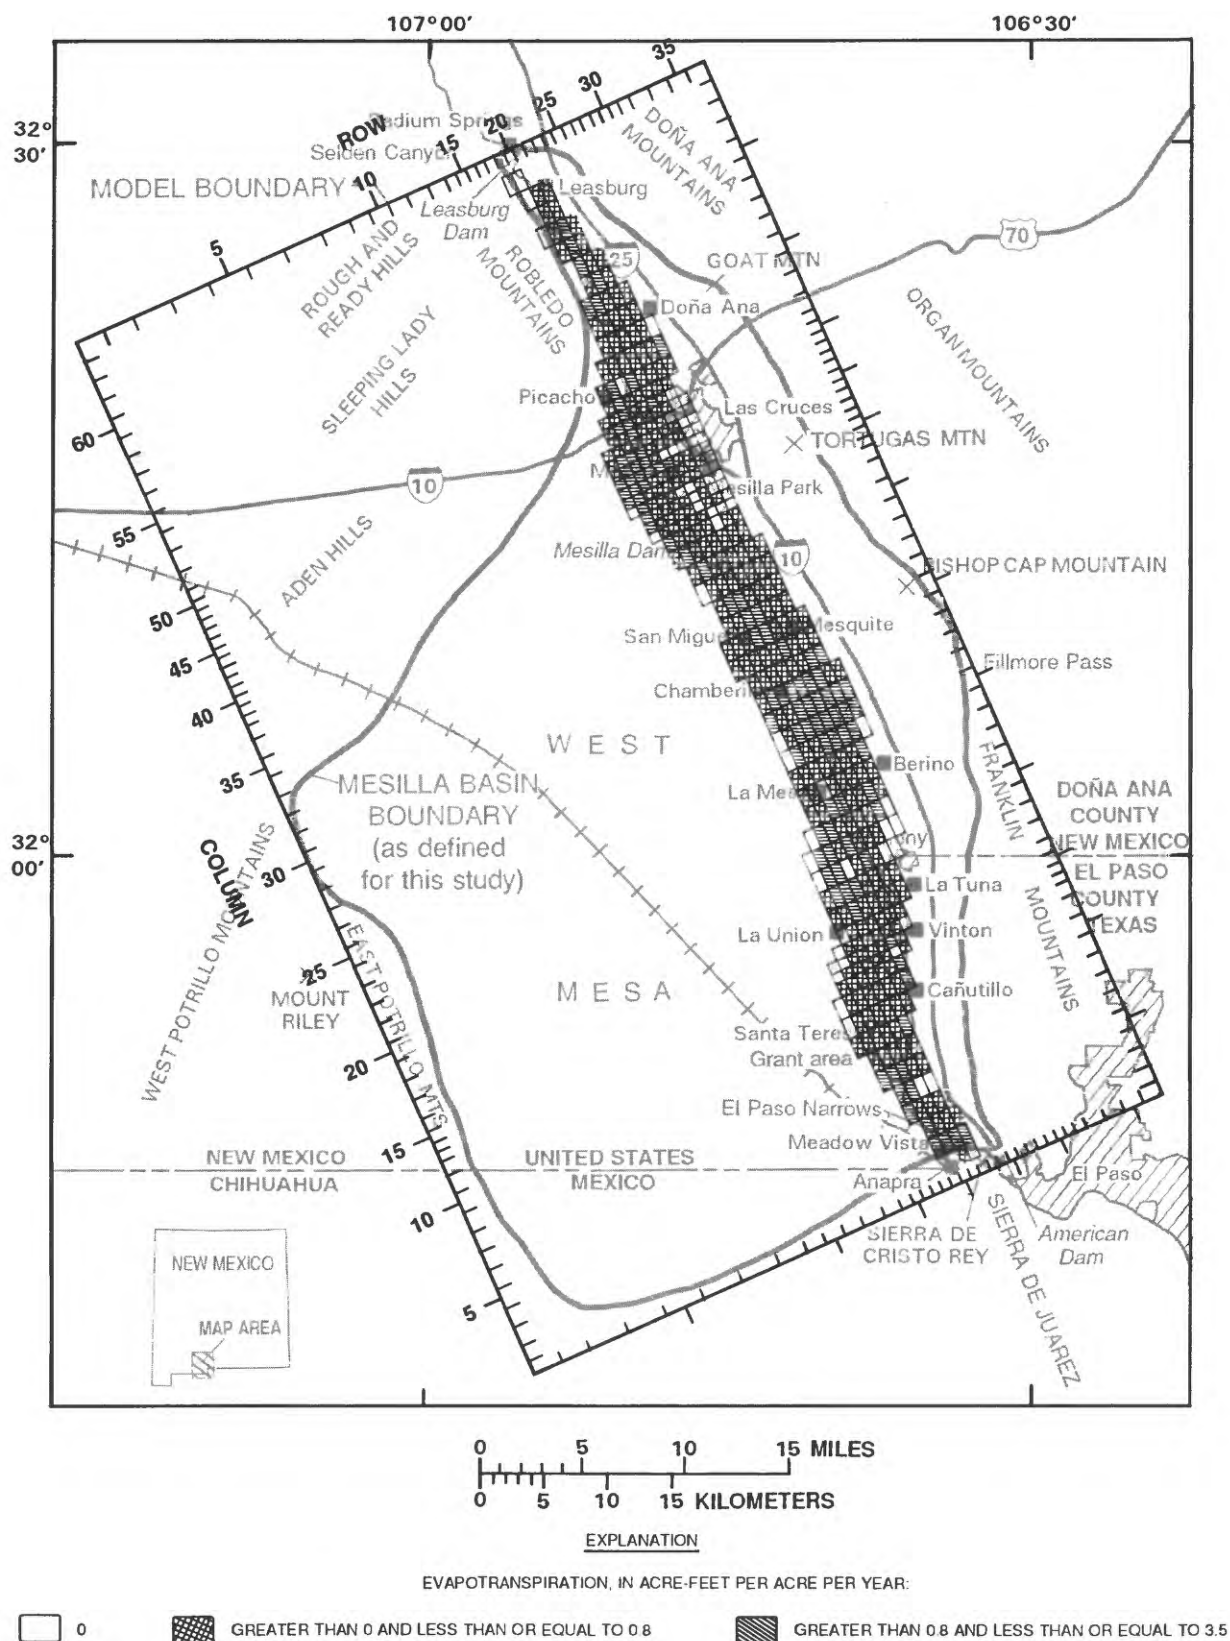 107°00′
106°30′
32°
30′
ROW
5
10
15
20
25
30
35
Springs
MODEL BOUNDARY
Leasburg
Dam
Leasburg
DOÑA ANA
MOUNTAINS
ROUGH AND
READY HILLS
ROBLEDO
MOUNTAINS
25
70
GOAT MTN
Doña Ana
SLEEPING LADY
HILLS
ORGAN MOUNTAINS
Picacho
Las Cruces
TORTUGAS MTN
60
10
Park
55
ADEN HILLS
Mesilla
10
BISHOP CAP MOUNTAIN
50
San
Mesquite
45
Fillmore Pass
40
WEST
Berino
35
La
MESILLA BASIN
BOUNDARY
(as defined
for this study)
FRANKLIN
MOUNTAINS
DOÑA ANA
COUNTY
NEW MEXICO
32°
00′
COLUMN
30
EL PASO
COUNTY
TEXAS
La Tuna
WEST POTRILLO MOUNTAINS
EAST POTRILLO MTS
La Union
Vinton
25
MOUNT
RILEY
MESA
Cañutillo
Santa
Grant area
20
El Paso Narrows
15
Meadow Vista
NEW MEXICO
CHIHUAHUA
UNITED STATES
MEXICO
Anapra
El Paso
10
SIERRA DE
CRISTO REY
SIERRA DE JUAREZ
American
Dam
NEW MEXICO
MAP AREA
5
0 5 10 15 MILES
0 5 10 15 KILOMETERS
EXPLANATION
EVAPOTRANSPIRATION, IN ACRE-FEET PER ACRE PER YEAR:
0 GREATER THAN 0 AND LESS THAN OR EQUAL TO 0.8 GREATER THAN 0.8 AND LESS THAN OR EQUAL TO 3.5